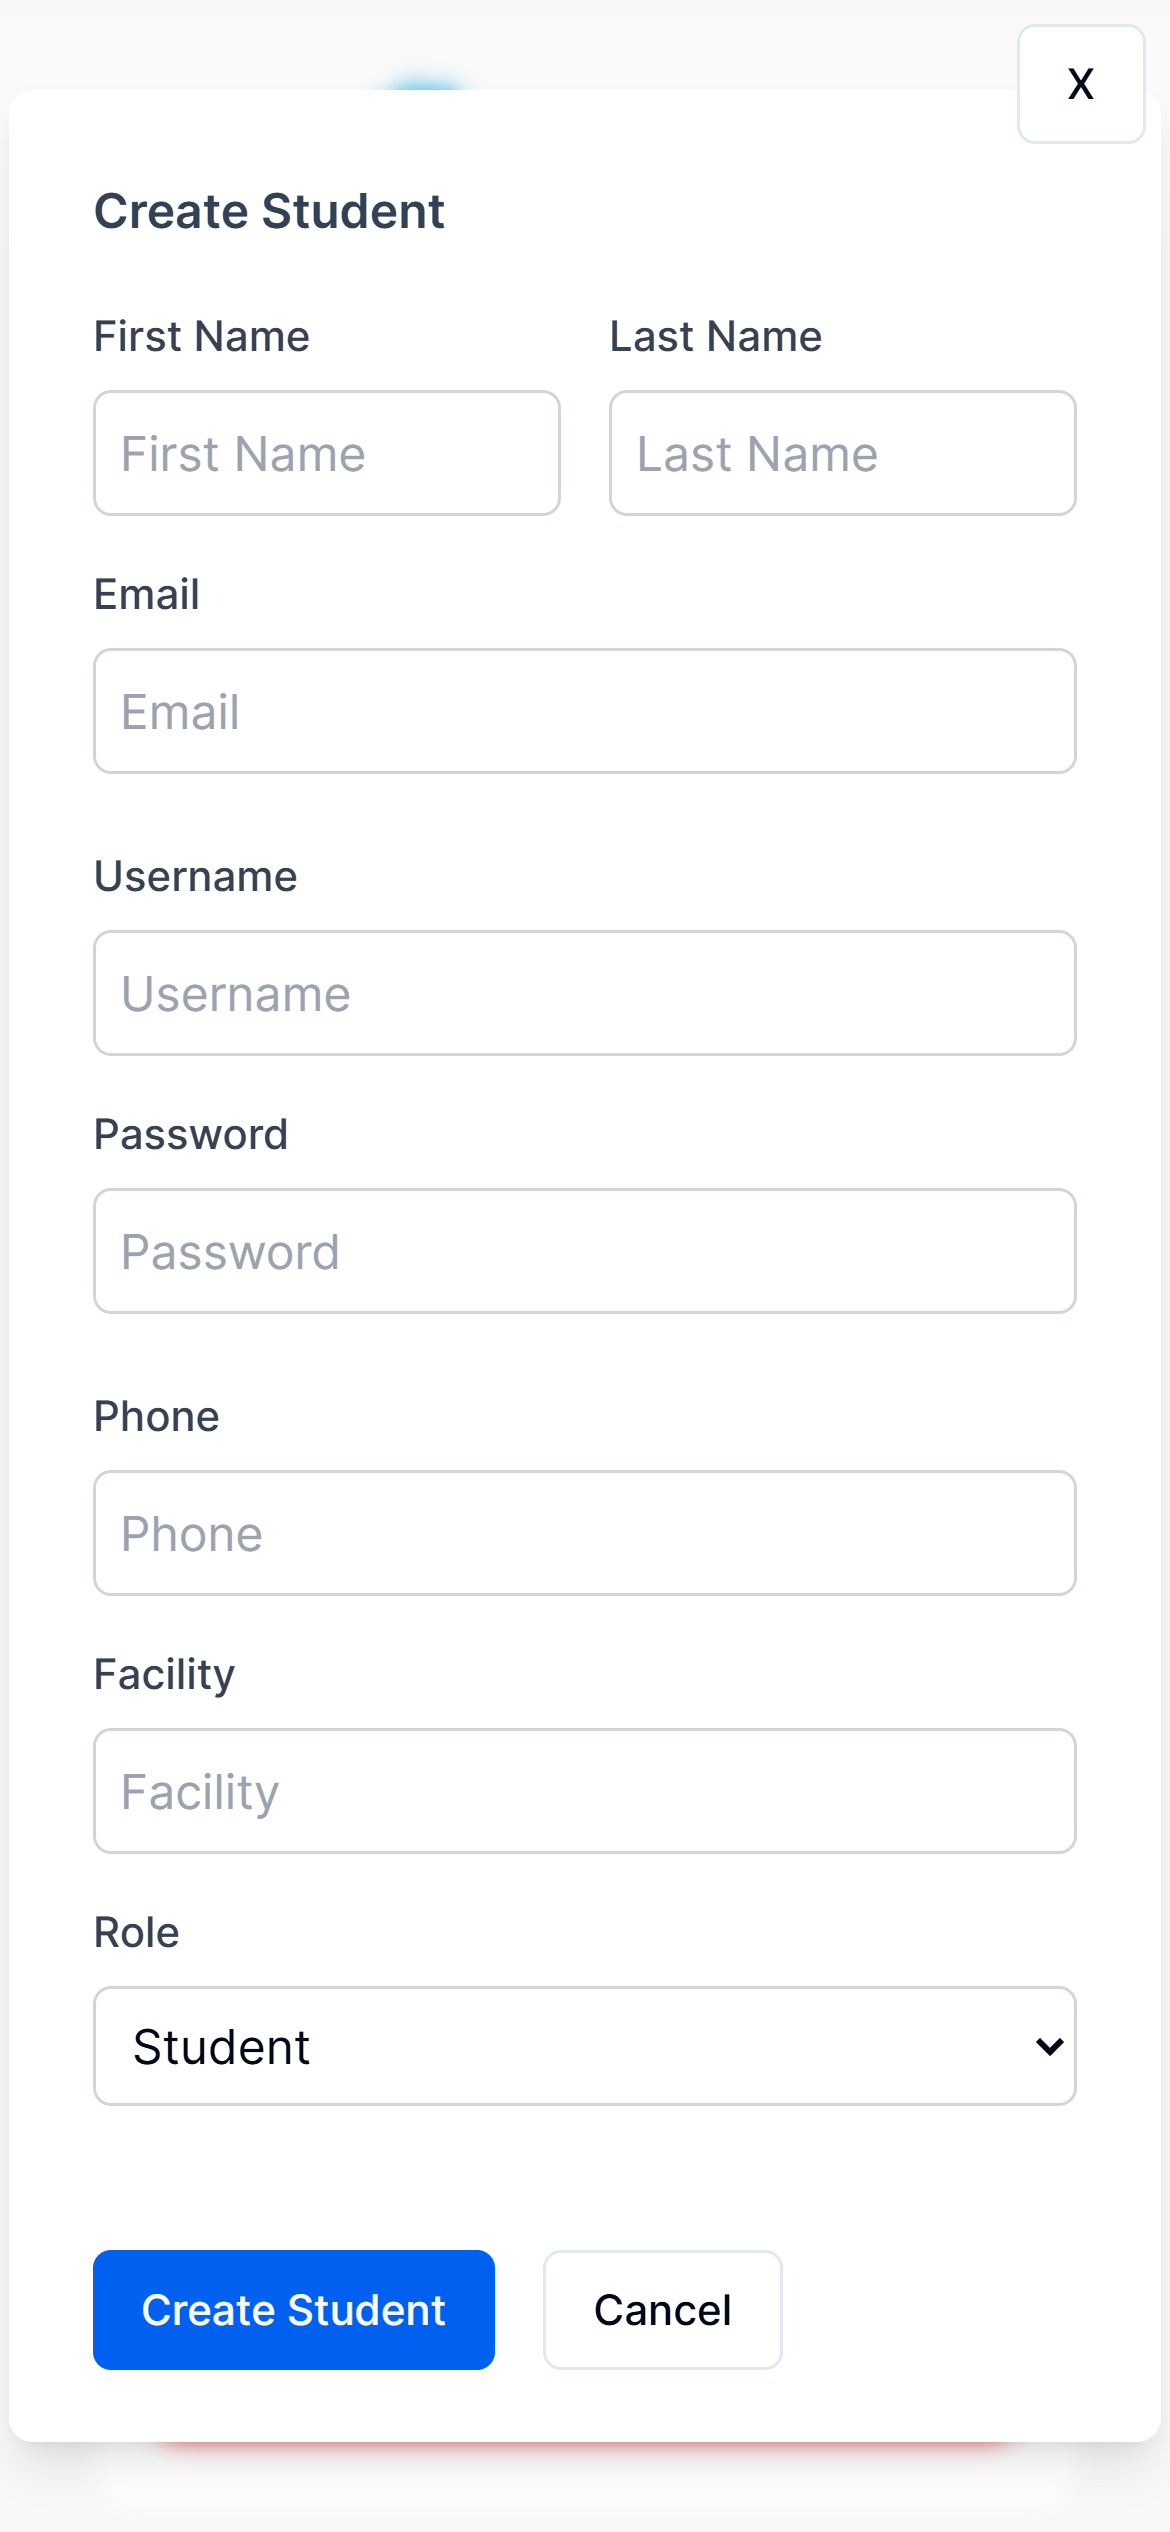 X
Create Student
First Name Last Name
First Name Last Name
Email
Email
Username
Username
Password
Password
Phone
Phone
Facility
Facility
Role
Student
Create Student Cancel